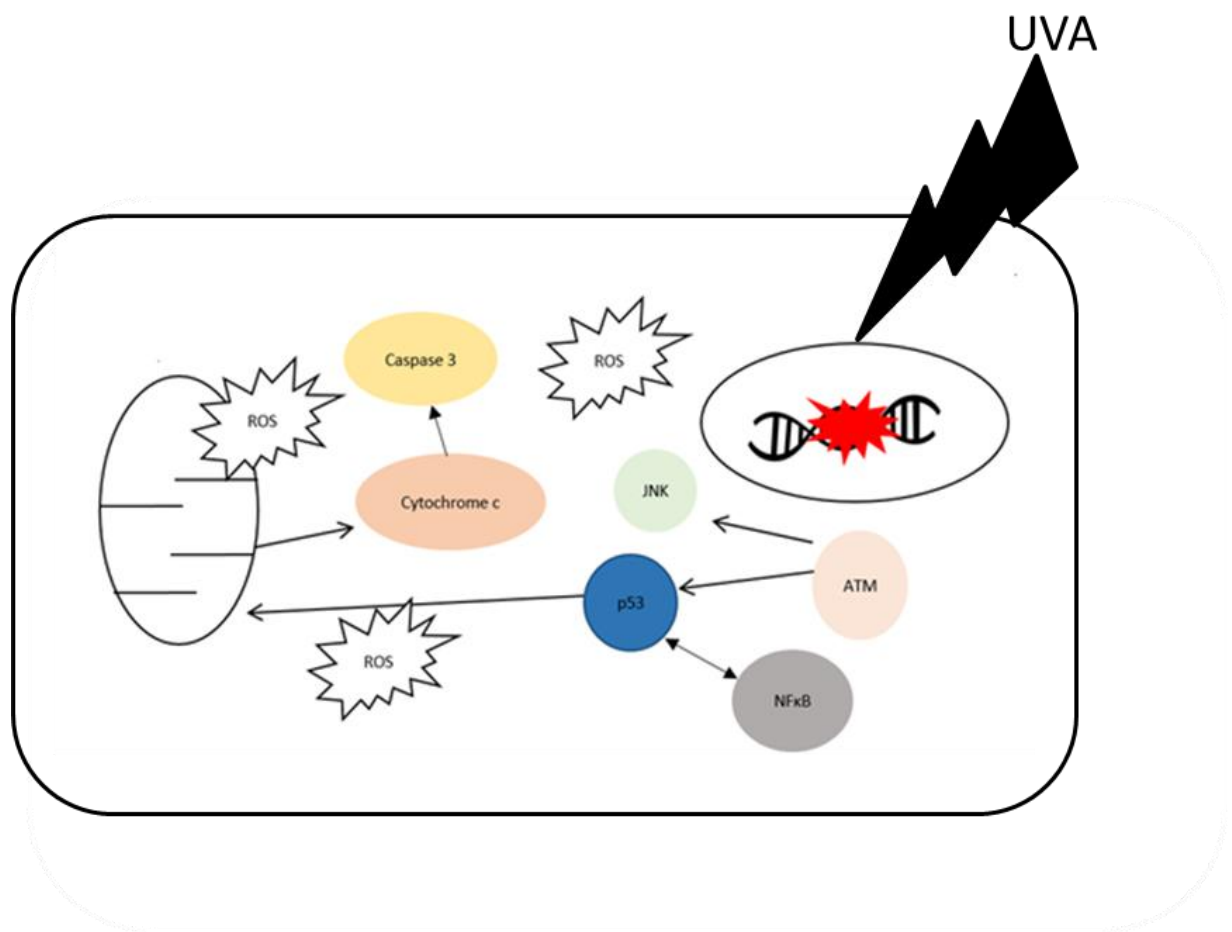 UVA
Caspase 3
ROS
ROS
Cytochrome c
JNK
p53
ATM
ROS
NFκB